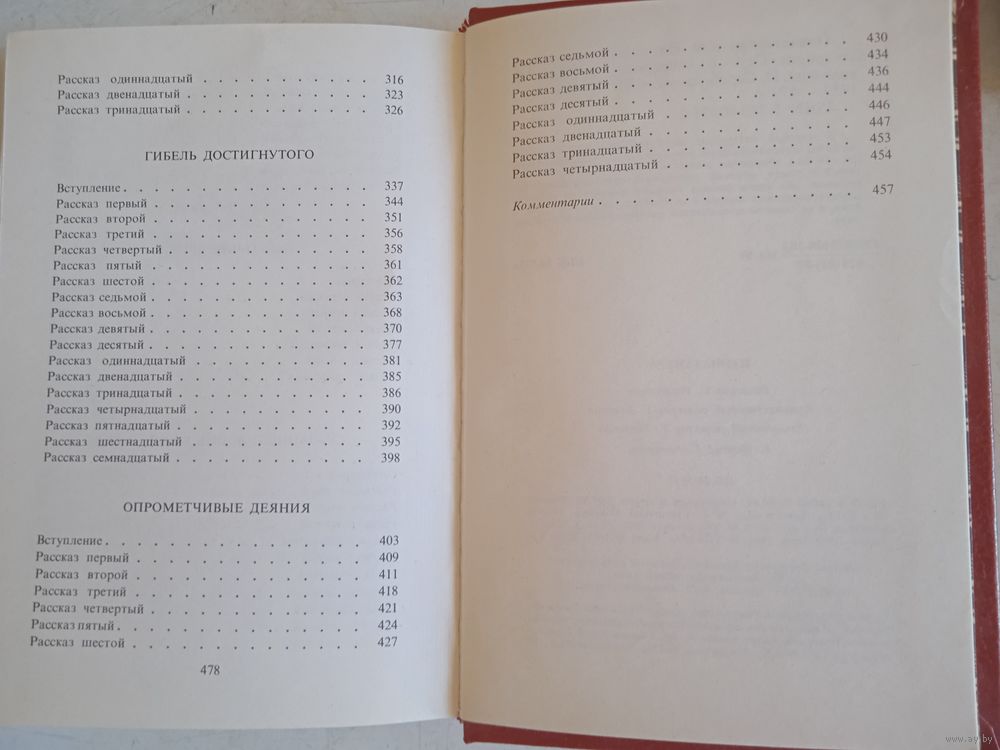 Рассказ одиннадцатый . . . . . . . . . . . 316
Рассказ двенадцатый . . . . . . . . . . . . 323
Рассказ тринадцатый . . . . . . . . . . . . 326
ГИБЕЛЬ ДОСТИГНУТОГО
Вступление . . . . . . . . . . . . . . . . 337
Рассказ первый . . . . . . . . . . . . . . 344
Рассказ второй . . . . . . . . . . . . . . 351
Рассказ третий . . . . . . . . . . . . . . 356
Рассказ четвертый . . . . . . . . . . . . . 358
Рассказ пятый . . . . . . . . . . . . . . 361
Рассказ шестой . . . . . . . . . . . . . . 362
Рассказ седьмой . . . . . . . . . . . . . . 363
Рассказ восьмой . . . . . . . . . . . . . . 368
Рассказ девятый . . . . . . . . . . . . . . 370
Рассказ десятый . . . . . . . . . . . . . . 377
Рассказ одиннадцатый . . . . . . . . . . . 381
Рассказ двенадцатый . . . . . . . . . . . . 385
Рассказ тринадцатый . . . . . . . . . . . . 386
Рассказ четырнадцатый . . . . . . . . . . . 390
Рассказ пятнадцатый . . . . . . . . . . . . 392
Рассказ шестнадцатый . . . . . . . . . . . 395
Рассказ семнадцатый . . . . . . . . . . . . 398
ОПРОМЕТЧИВЫЕ ДЕЯНИЯ
Вступление . . . . . . . . . . . . . . . . 403
Рассказ первый . . . . . . . . . . . . . . 409
Рассказ второй . . . . . . . . . . . . . . 411
Рассказ третий . . . . . . . . . . . . . . 418
Рассказ четвертый . . . . . . . . . . . . . 421
Рассказ пятый . . . . . . . . . . . . . . . 424
Рассказ шестой . . . . . . . . . . . . . . 427
478
Рассказ седьмой . . . . . . . . . . . . . . 430
Рассказ восьмой . . . . . . . . . . . . . . 434
Рассказ девятый . . . . . . . . . . . . . . 436
Рассказ десятый . . . . . . . . . . . . . . 444
Рассказ одиннадцатый . . . . . . . . . . . 446
Рассказ двенадцатый . . . . . . . . . . . . 447
Рассказ тринадцатый . . . . . . . . . . . . 453
Рассказ четырнадцатый . . . . . . . . . . . 454
Комментарии . . . . . . . . . . . . . . . 457
www.ay.by